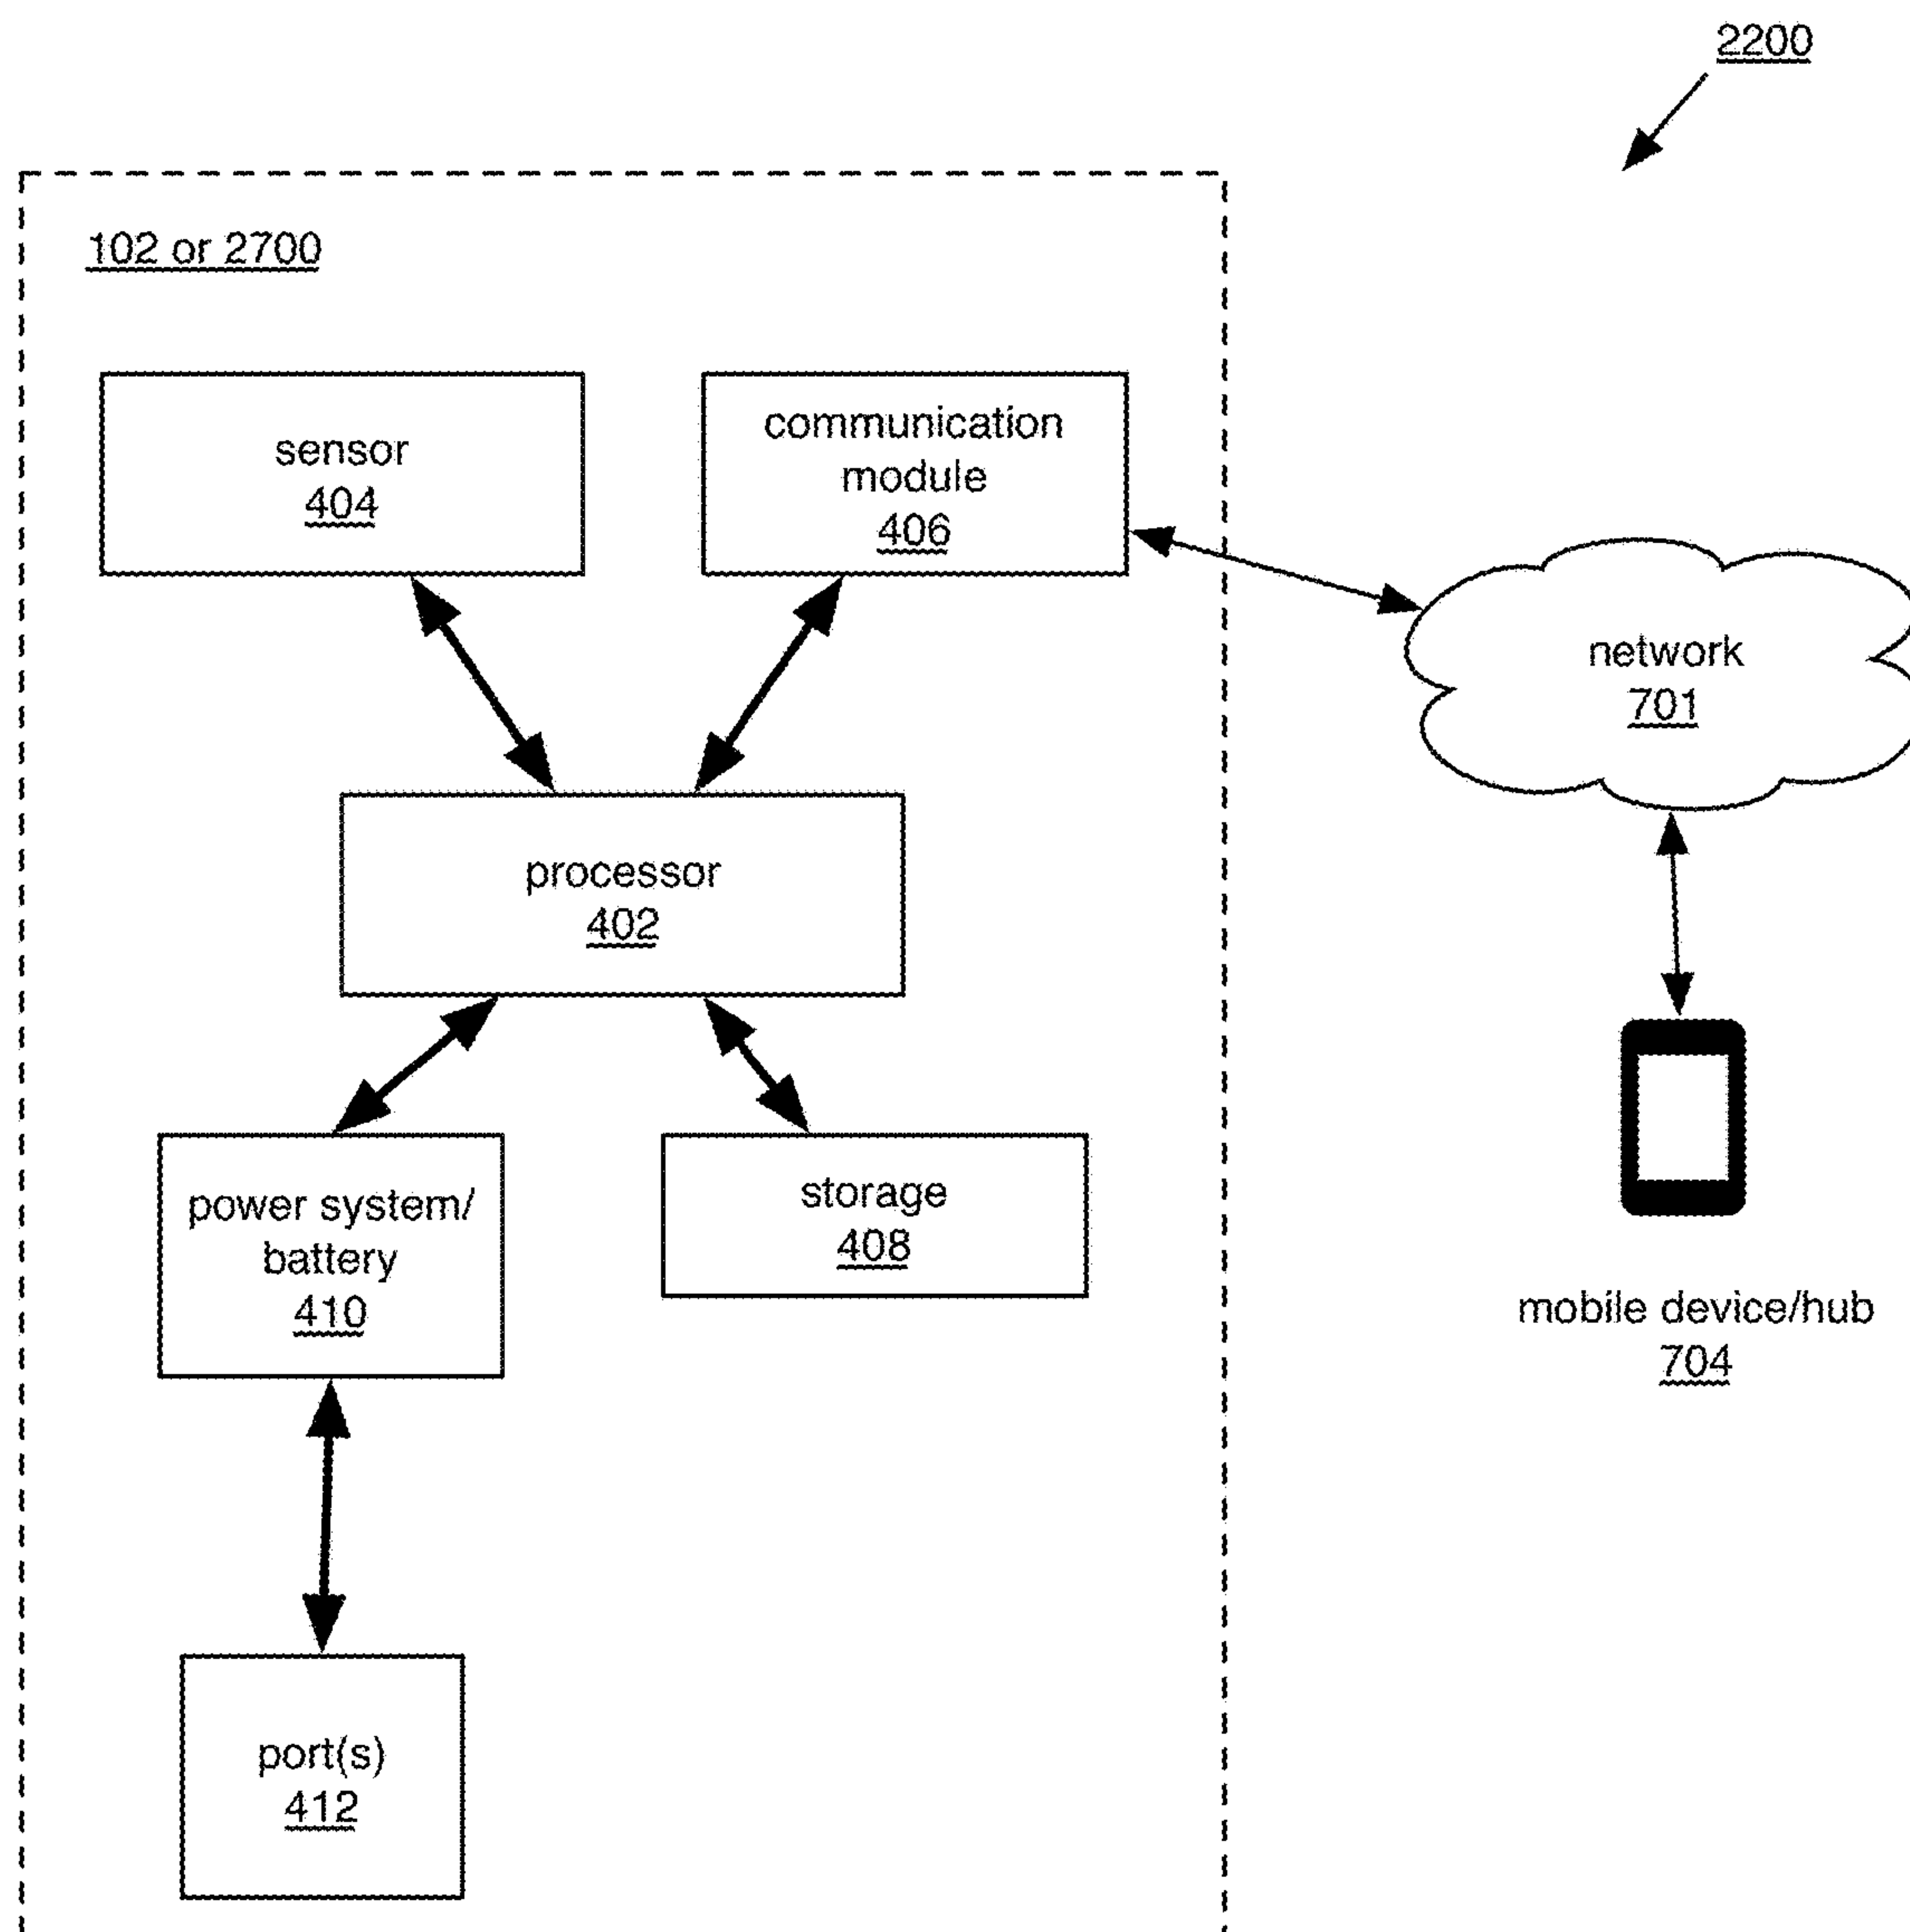 2200
102 or 2700
sensor
404
communication
module
406
network
701
processor
402
power system/
battery
410
storage
408
mobile device/hub
704
port(s)
412